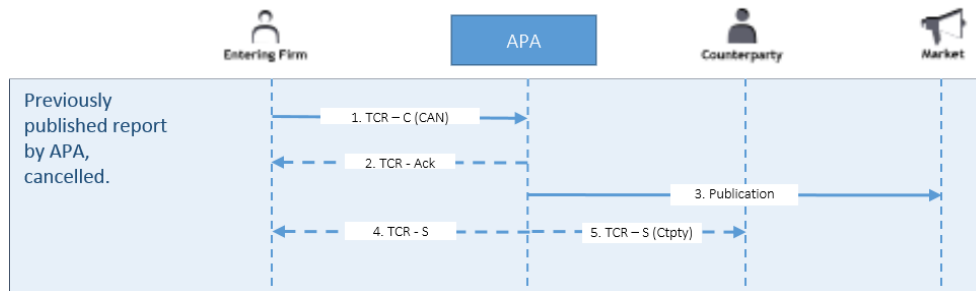 Entering Firm
APA
Counterparty
Market
Previously
published report
by APA,
cancelled.
1. TCR – C (CAN)
2. TCR - Ack
3. Publication
4. TCR - S
5. TCR – S (Ctpty)